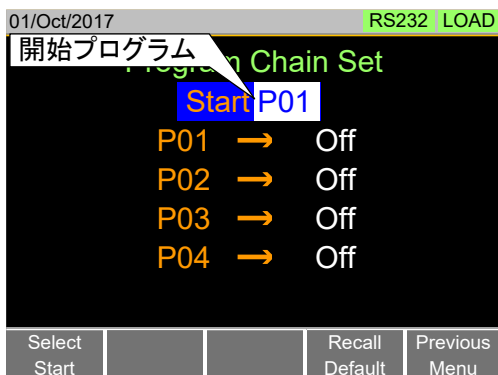 01/Oct/2017 RS232 LOAD
開始プログラム
Program Chain Set
Start P01
P01 → Off
P02 → Off
P03 → Off
P04 → Off
Select Start Recall Default Previous Menu